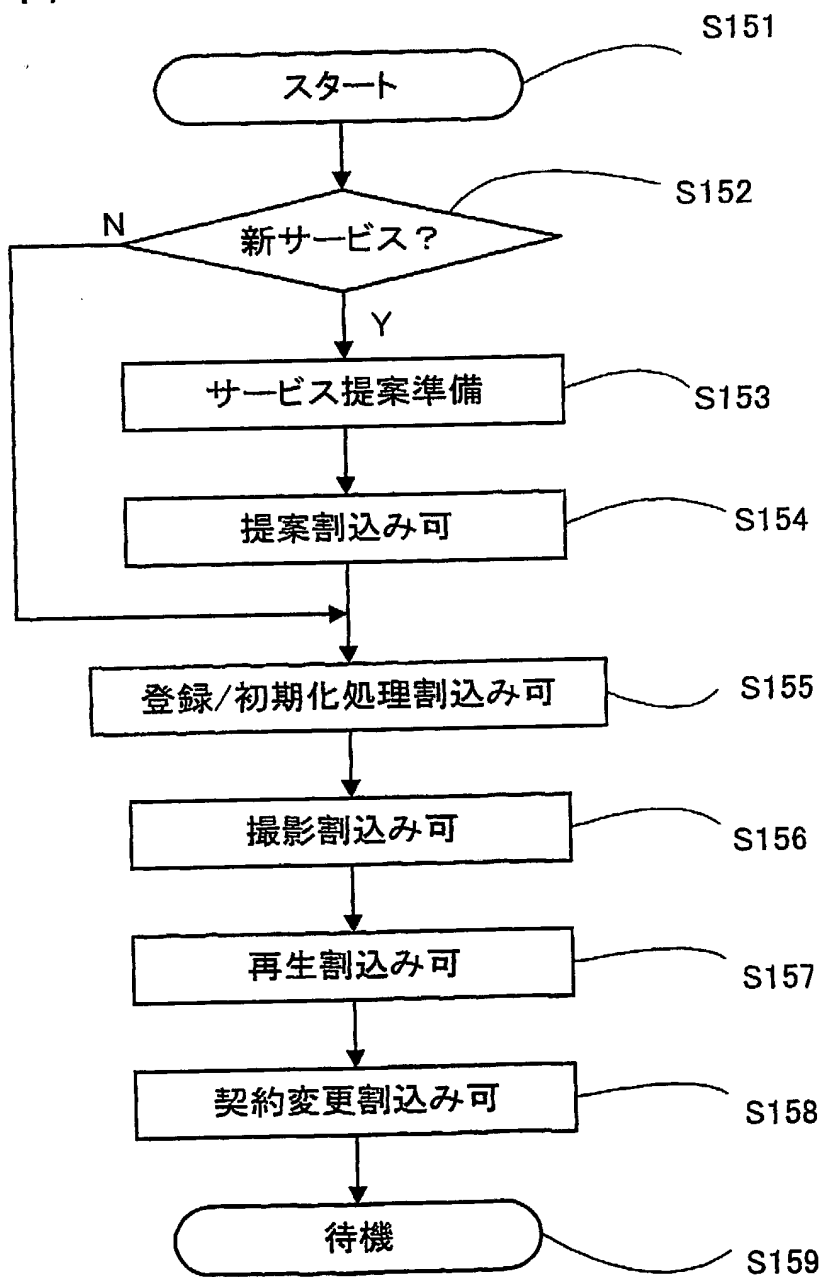 S151
スタート
S152
N
新サービス？
Y
サービス提案準備
S153
提案割込み可
S154
登録/初期化処理割込み可
S155
撮影割込み可
S156
再生割込み可
S157
契約変更割込み可
S158
待機
S159